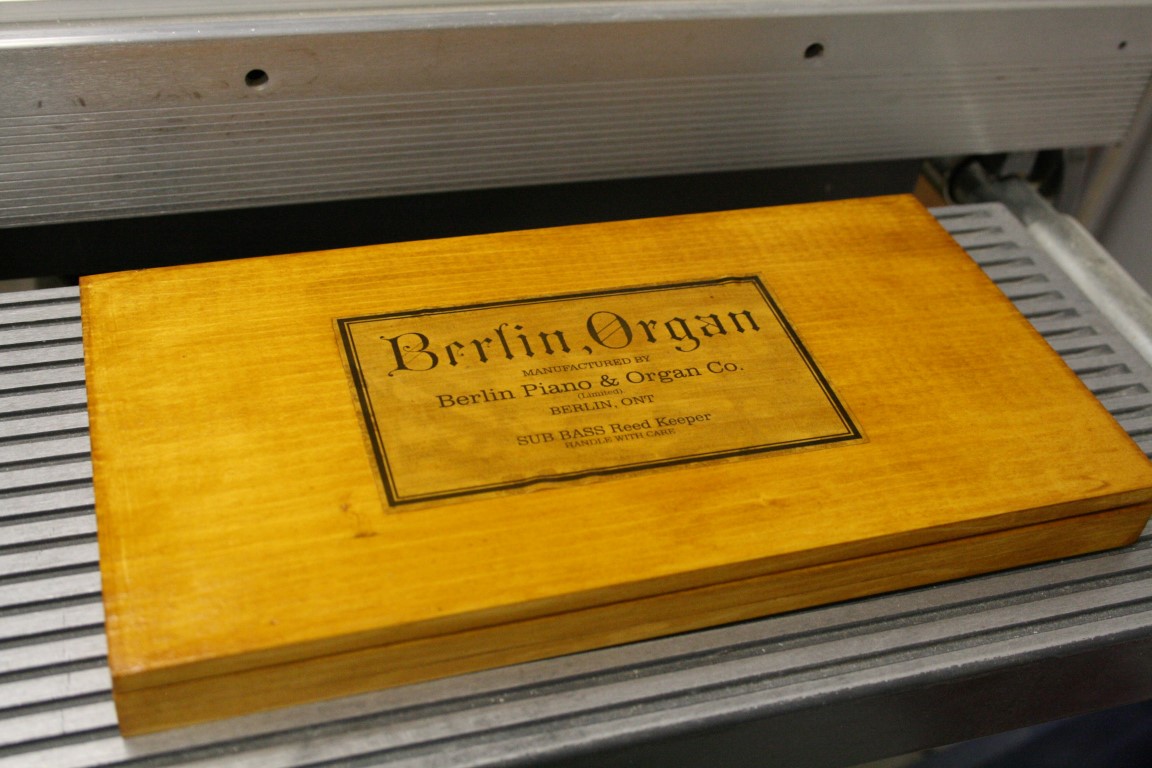 Berlin, Organ
MANUFACTURED BY
Berlin Piano & Organ Co.
(Limited)
BERLIN, ONT
SUB BASS Reed Keeper
HANDLE WITH CARE